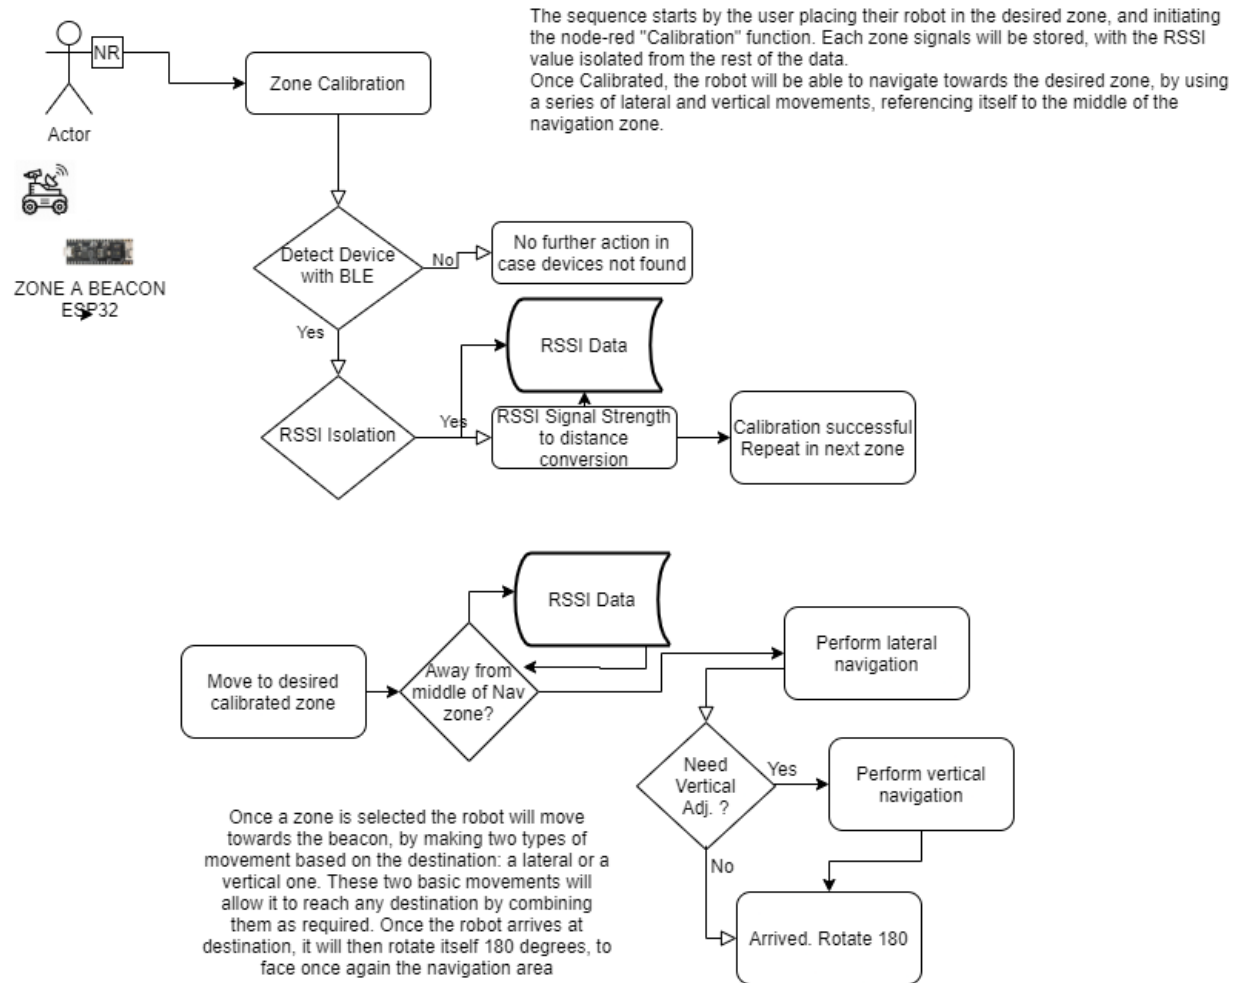 The sequence starts by the user placing their robot in the desired zone, and initiating
the node-red "Calibration" function. Each zone signals will be stored, with the RSSI
value isolated from the rest of the data.
Once Calibrated, the robot will be able to navigate towards the desired zone, by using
a series of lateral and vertical movements, referencing itself to the middle of the
navigation zone.
NR
Actor
Zone Calibration
ZONE A BEACON
ESP32
Detect Device
with BLE
No
No further action in
case devices not found
Yes
RSSI Data
RSSI Isolation
Yes
RSSI Signal Strength
to distance
conversion
Calibration successful
Repeat in next zone
RSSI Data
Move to desired
calibrated zone
Away from
middle of Nav
zone?
Perform lateral
navigation
Need
Vertical
Adj. ?
Yes
Perform vertical
navigation
No
Arrived. Rotate 180
Once a zone is selected the robot will move
towards the beacon, by making two types of
movement based on the destination: a lateral or a
vertical one. These two basic movements will
allow it to reach any destination by combining
them as required. Once the robot arrives at
destination, it will then rotate itself 180 degrees, to
face once again the navigation area